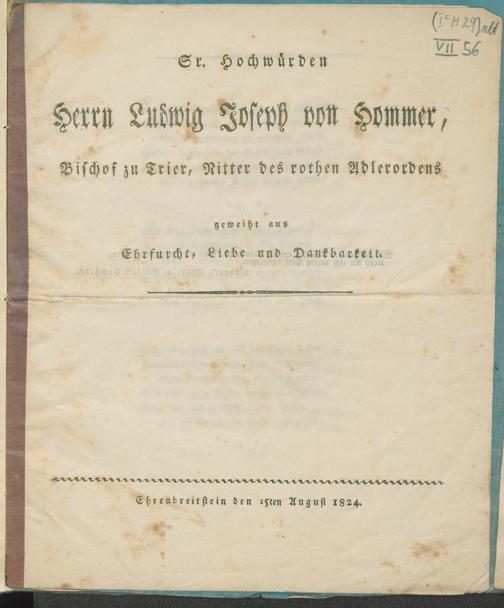 (I c H 29) alt
VII 56
Sr. Hochwürden
Herrn Ludwig Joseph von Hommer,
Bischof zu Trier, Ritter des rothen Adlerordens
geweiht aus
Ehrfurcht, Liebe und Dankbarkeit.
Ehrenbreitstein den 15ten August 1824.